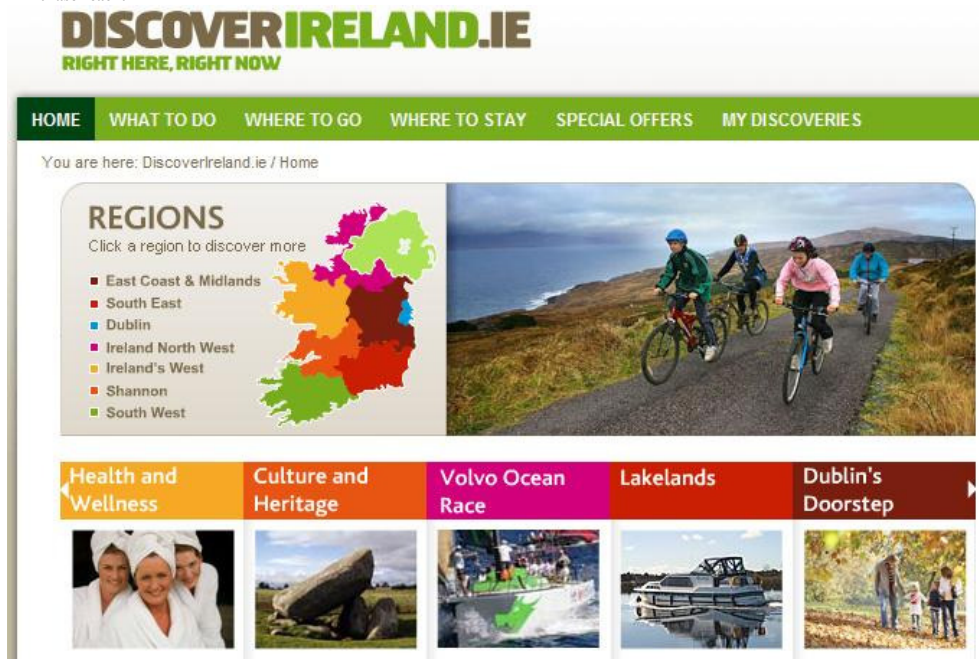 DISCOVERIRELAND.IE
RIGHT HERE, RIGHT NOW
HOME WHAT TO DO WHERE TO GO WHERE TO STAY SPECIAL OFFERS MY DISCOVERIES
You are here: DiscoverIreland.ie / Home
REGIONS
Click a region to discover more
East Coast & Midlands
South East
Dublin
Ireland North West
Ireland's West
Shannon
South West
Health and
Wellness
Culture and
Heritage
Volvo Ocean
Race
Lakelands
Dublin's
Doorstep